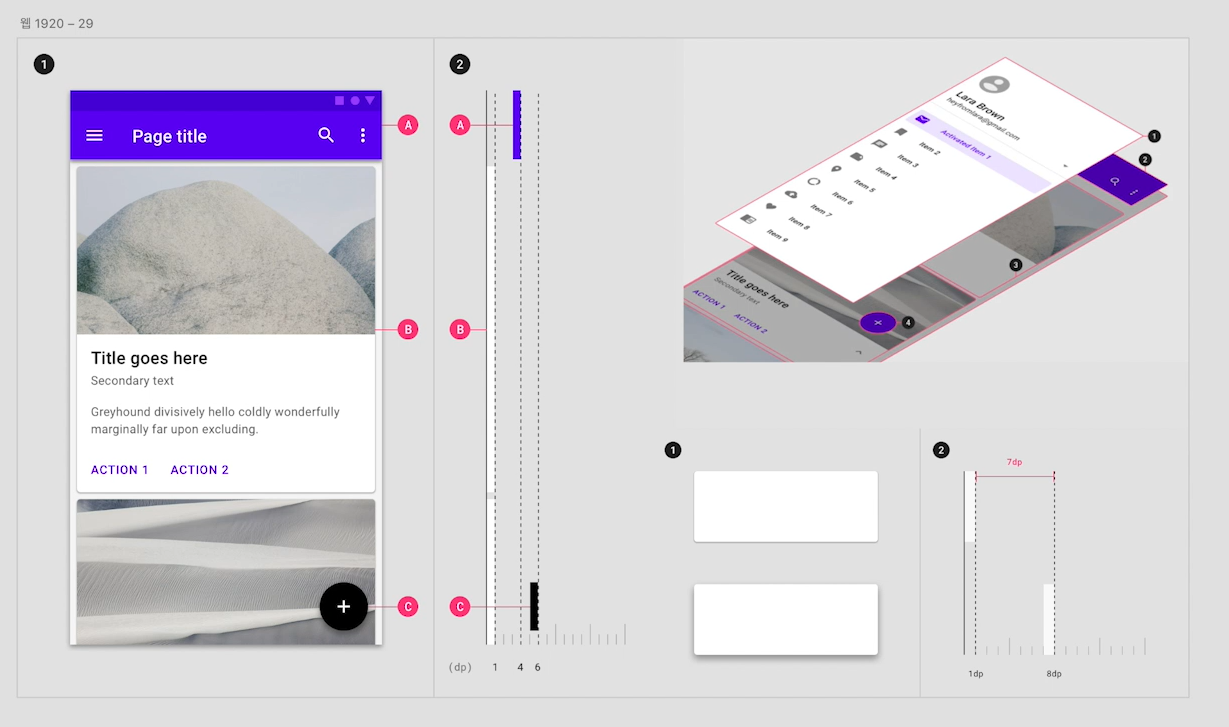 웹 1920 – 29
1
A
Page title
B
Title goes here
Secondary text
Greyhound divisively hello coldly wonderfully
marginally far upon excluding.
ACTION 1 ACTION 2
C
2
A
B
C
(dp) 1 4 6
Lara Brown
heyfromlara@gmail.com
Activated Item 1
Item 2
Item 3
Item 4
Item 5
Item 6
Item 7
Item 8
Item 9
1
2
3
Title goes here
Secondary text
ACTION 1 ACTION 2
4
1
2
7dp
1dp 8dp